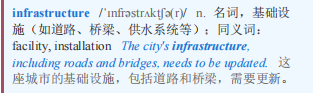 infrastructure /ˈɪnfrəstrʌktʃə(r)/ n. 名词，基础设
施（如道路、桥梁、供水系统等）；同义词：
facility, installation The city's infrastructure,
including roads and bridges, needs to be updated. 这
座城市的基础设施，包括道路和桥梁，需要更新。